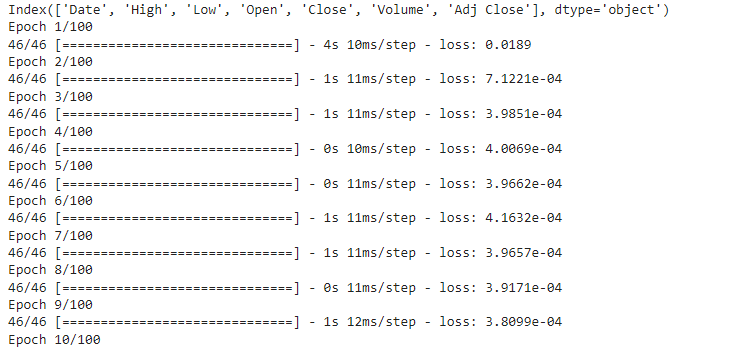 Index(['Date', 'High', 'Low', 'Open', 'Close', 'Volume', 'Adj Close'], dtype='object')
Epoch 1/100
46/46 [==============================] - 4s 10ms/step - loss: 0.0189
Epoch 2/100
46/46 [==============================] - 1s 11ms/step - loss: 7.1221e-04
Epoch 3/100
46/46 [==============================] - 1s 11ms/step - loss: 3.9851e-04
Epoch 4/100
46/46 [==============================] - 0s 10ms/step - loss: 4.0069e-04
Epoch 5/100
46/46 [==============================] - 0s 11ms/step - loss: 3.9662e-04
Epoch 6/100
46/46 [==============================] - 1s 11ms/step - loss: 4.1632e-04
Epoch 7/100
46/46 [==============================] - 1s 11ms/step - loss: 3.9657e-04
Epoch 8/100
46/46 [==============================] - 0s 11ms/step - loss: 3.9171e-04
Epoch 9/100
46/46 [==============================] - 1s 12ms/step - loss: 3.8099e-04
Epoch 10/100